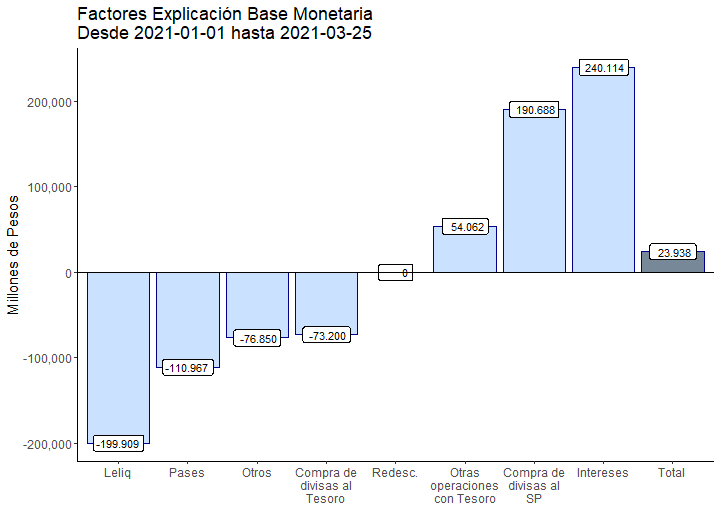 Factores Explicación Base Monetaria
Desde 2021-01-01 hasta 2021-03-25
Millones de Pesos
200,000
100,000
0
-100,000
-200,000
-199.909
-110.967
-76.850
-73.200
0
54.062
190.688
240.114
23.938
Leliq
Pases
Otros
Compra de
divisas al
Tesoro
Redesc.
Otras
operaciones
con Tesoro
Compra de
divisas al
SP
Intereses
Total